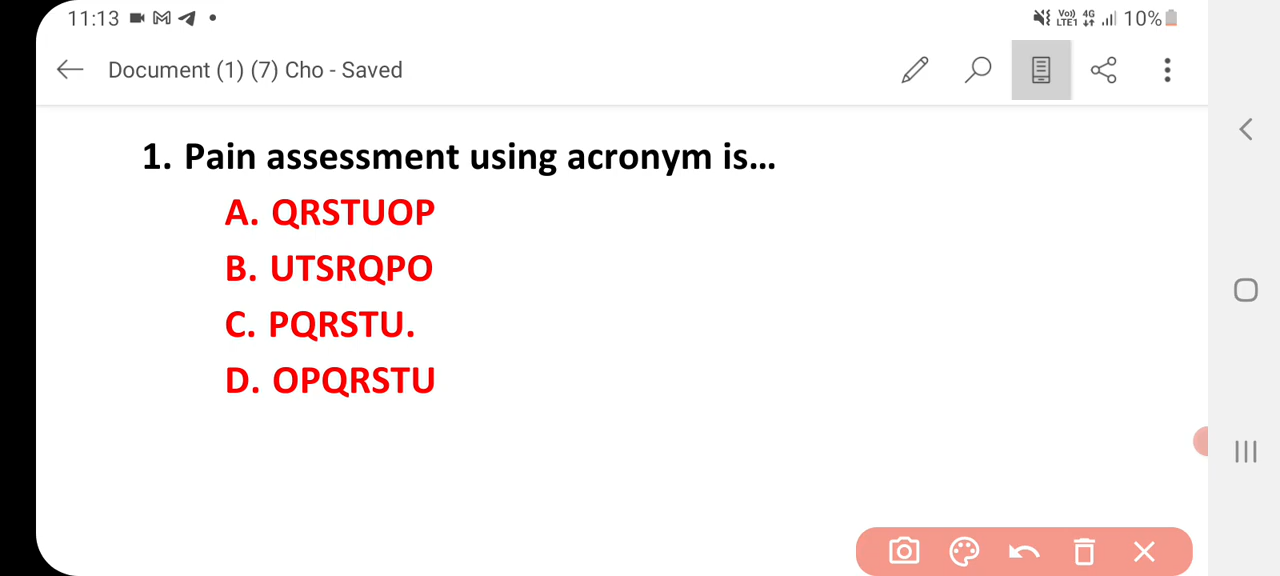 11:13
Vo)) 4G
LTE1
10%
Document (1) (7) Cho - Saved
1. Pain assessment using acronym is...
A. QRSTUOP
B. UTSRQPO
C. PQRSTU.
D. OPQRSTU